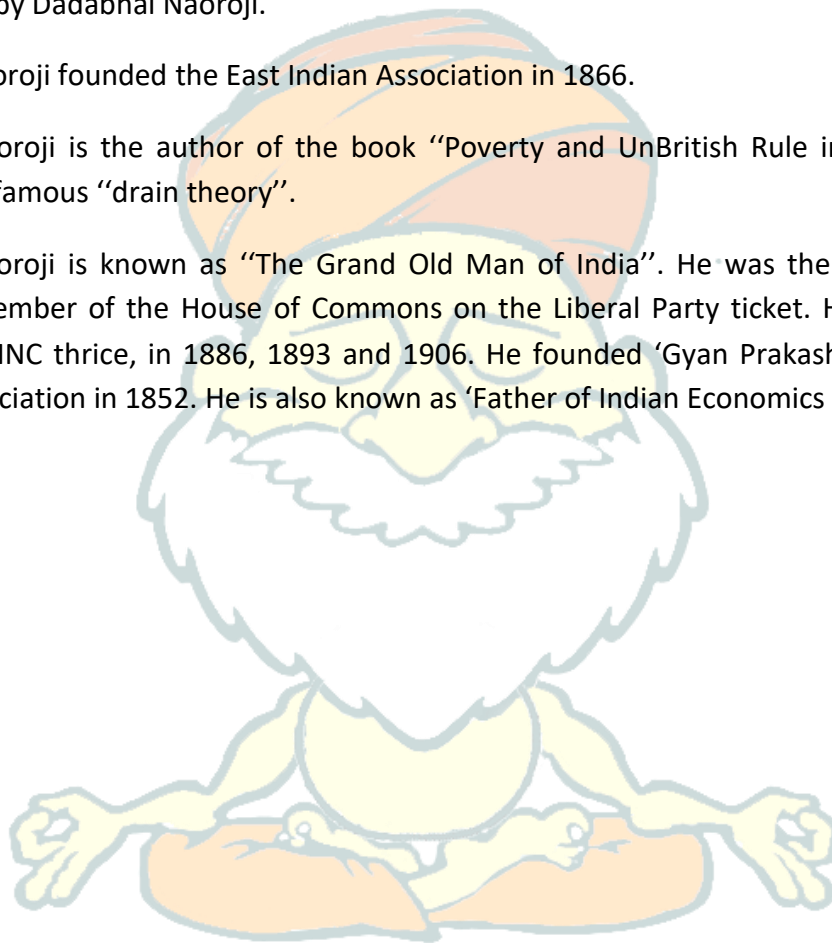 by Dadabhai Naoroji.
oroji founded the East Indian Association in 1866.
oroji is the author of the book ‘‘Poverty and UnBritish Rule in
famous ‘‘drain theory’’.
oroji is known as ‘‘The Grand Old Man of India’’. He was the
ember of the House of Commons on the Liberal Party ticket. H
INC thrice, in 1886, 1893 and 1906. He founded ‘Gyan Prakash
ciation in 1852. He is also known as ‘Father of Indian Economics